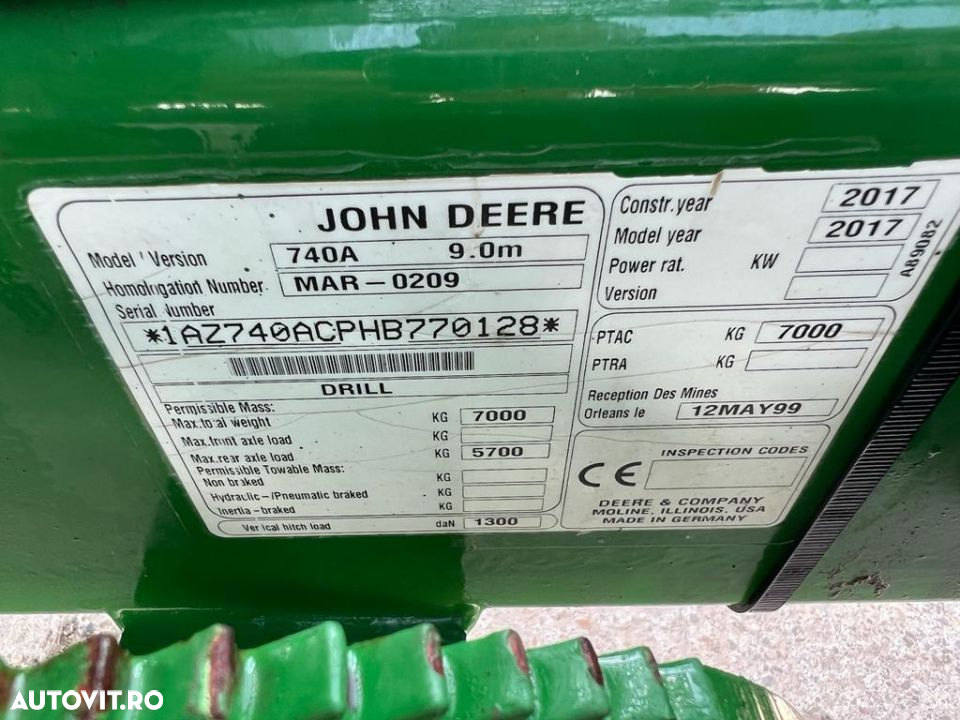 JOHN DEERE
Model / Version 740A 9.0m
Homologation Number MAR-0209
Serial Number
*1AZ740ACPHB770128*
DRILL
Permissible Mass:
Max.total weight KG 7000
Max.front axle load KG
Max.rear axle load KG 5700
Permissible Towable Mass:
Non braked KG
Hydraulic-/Pneumatic braked KG
Inertia-braked KG
Vertical hitch load daN 1300
Constr.year 2017
Model year 2017
Power rat. KW
Version
A89082
PTAC KG 7000
PTRA KG
Reception Des Mines
Orleans le 12MAY99
INSPECTION CODES
CE
DEERE & COMPANY
MOLINE, ILLINOIS, USA
MADE IN GERMANY
AUTOVIT.RO